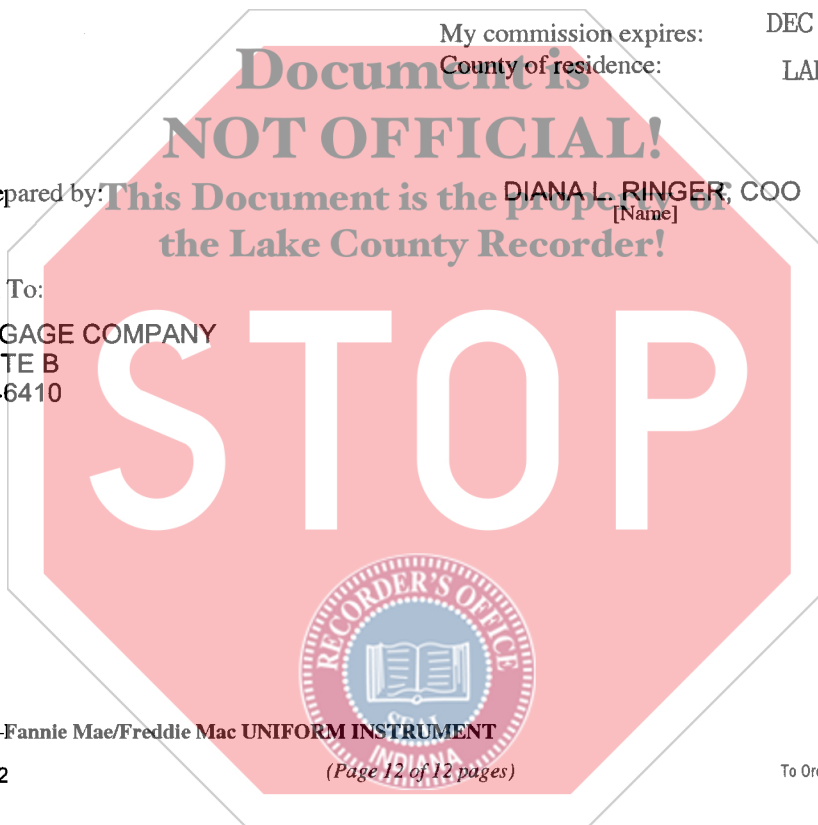 My commission expires: DEC
County of residence: LA
Document is
NOT OFFICIAL!
epared by: DIANA L. RINGER, COO
[Name]
This Document is the property of
the Lake County Recorder!
To:
GAGE COMPANY
TE B
6410
STOP
RECORDER'S OFFICE
SEAL
INDIANA
-Fannie Mae/Freddie Mac UNIFORM INSTRUMENT
2 (Page 12 of 12 pages) To Or